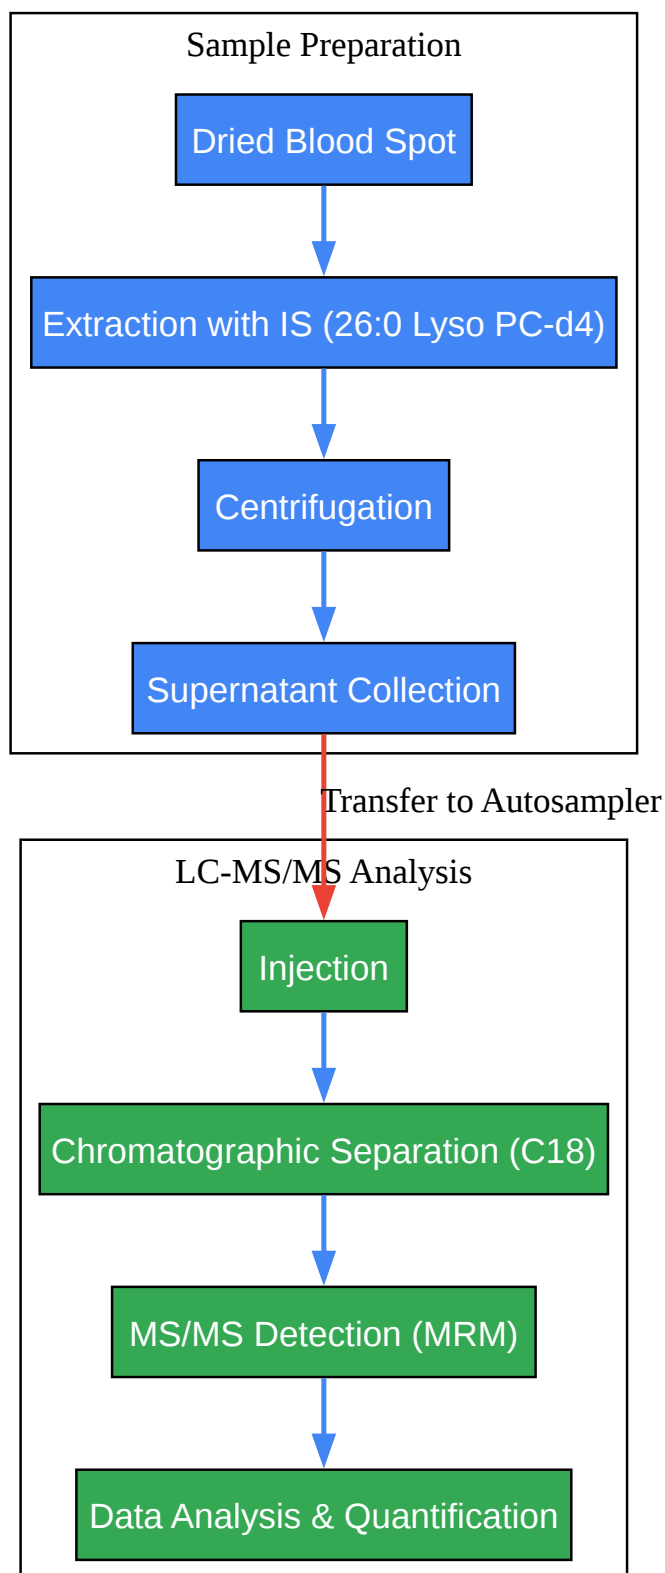 Sample Preparation
Dried Blood Spot
Extraction with IS (26:0 Lyso PC-d4)
Centrifugation
Supernatant Collection
Transfer to Autosampler
LC-MS/MS Analysis
Injection
Chromatographic Separation (C18)
MS/MS Detection (MRM)
Data Analysis & Quantification